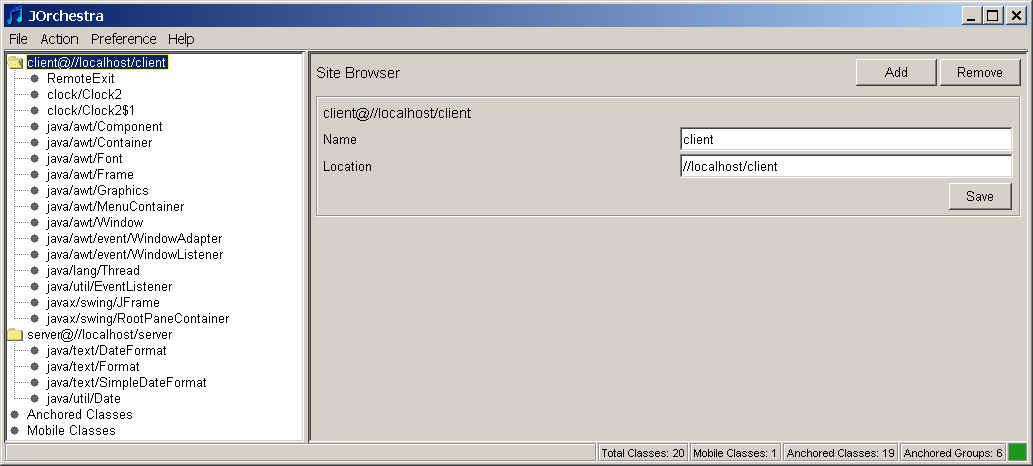 JOrchestra
File Action Preference Help
client@//localhost/client
RemoteExit
clock/Clock2
clock/Clock2$1
java/awt/Component
java/awt/Container
java/awt/Font
java/awt/Frame
java/awt/Graphics
java/awt/MenuContainer
java/awt/Window
java/awt/event/WindowAdapter
java/awt/event/WindowListener
java/lang/Thread
java/util/EventListener
javax/swing/JFrame
javax/swing/RootPaneContainer
server@//localhost/server
java/text/DateFormat
java/text/Format
java/text/SimpleDateFormat
java/util/Date
Anchored Classes
Mobile Classes
Site Browser Add Remove
client@//localhost/client
Name client
Location //localhost/client
Save
Total Classes: 20 Mobile Classes: 1 Anchored Classes: 19 Anchored Groups: 6